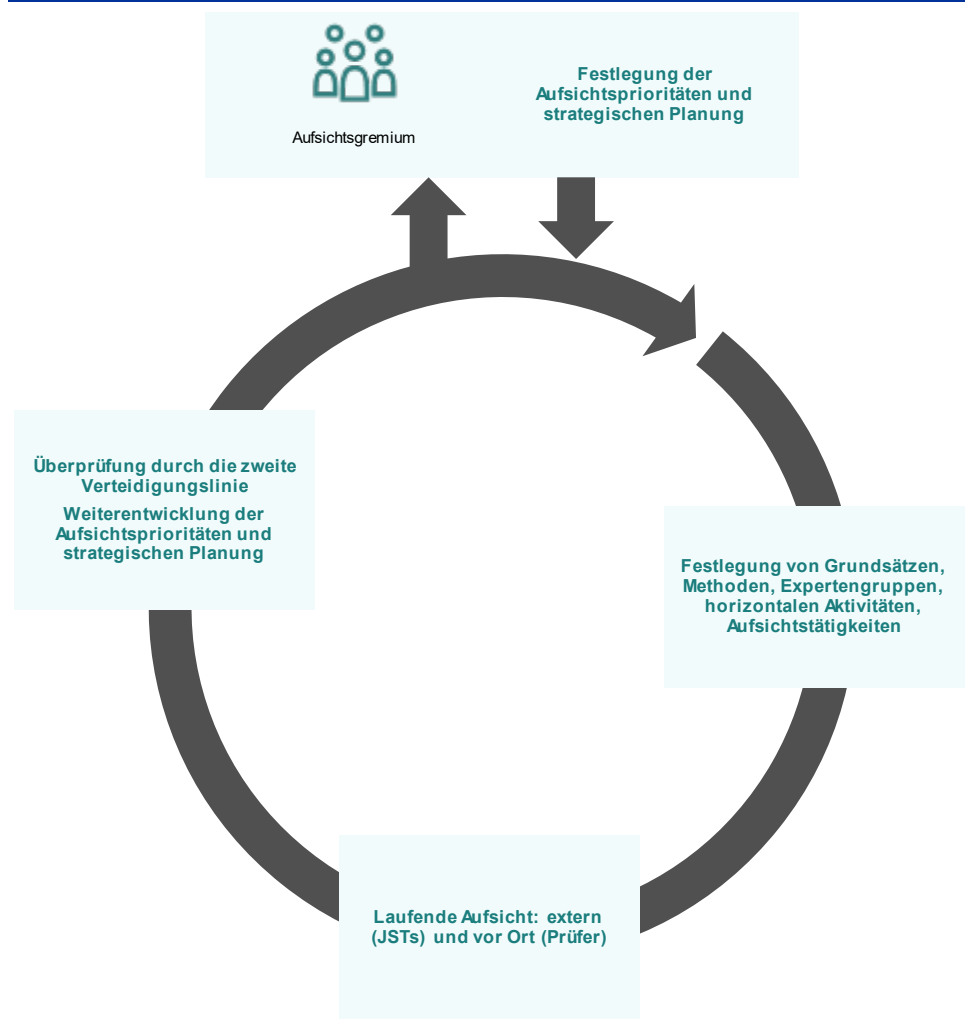 Aufsichtsgremium
Festlegung der
Aufsichtsprioritäten und
strategischen Planung
Überprüfung durch die zweite
Verteidigungslinie
Weiterentwicklung der
Aufsichtsprioritäten und
strategischen Planung
Festlegung von Grundsätzen,
Methoden, Expertengruppen,
horizontalen Aktivitäten,
Aufsichtstätigkeiten
Laufende Aufsicht: extern
(JSTs) und vor Ort (Prüfer)